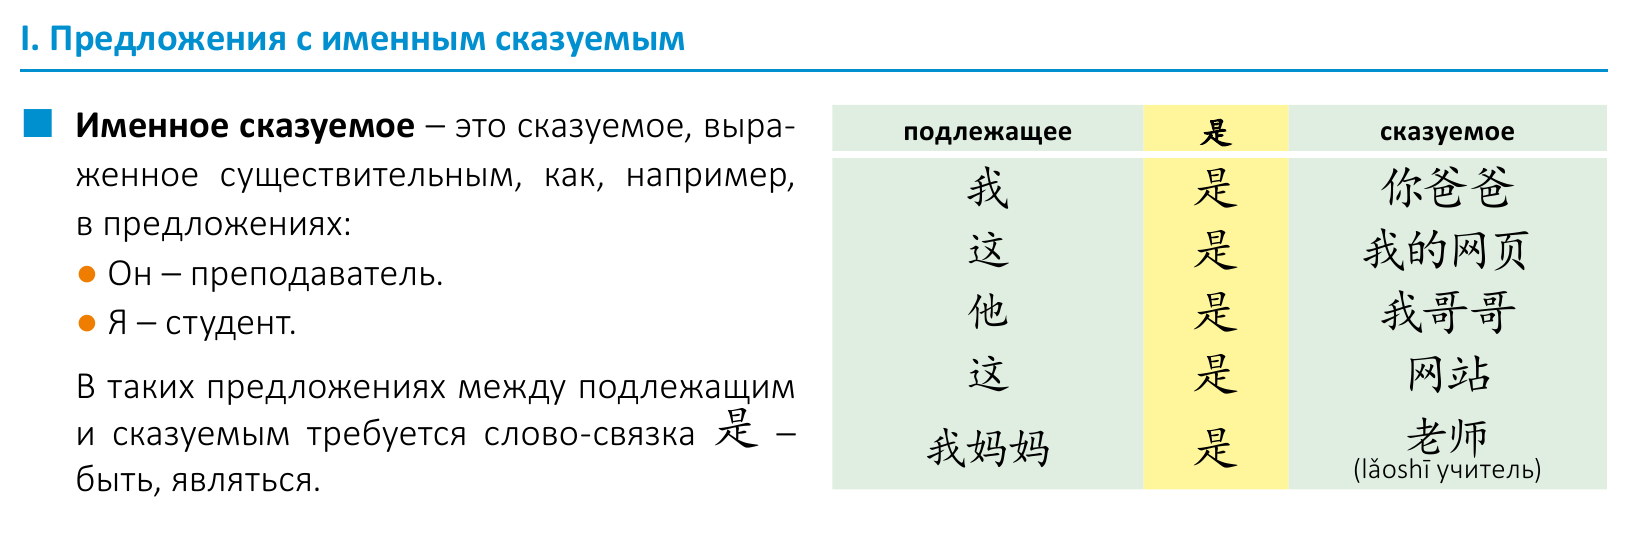 I. Предложения с именным сказуемым
Именное сказуемое – это сказуемое, выра-
женное существительным, как, например,
в предложениях:
● Он – преподаватель.
● Я – студент.
В таких предложениях между подлежащим
и сказуемым требуется слово-связка 是 –
быть, являться.
подлежащее 是 сказуемое
我 是 你爸爸
这 是 我的网页
他 是 我哥哥
这 是 网站
我妈妈 是 老师
(lǎoshī учитель)